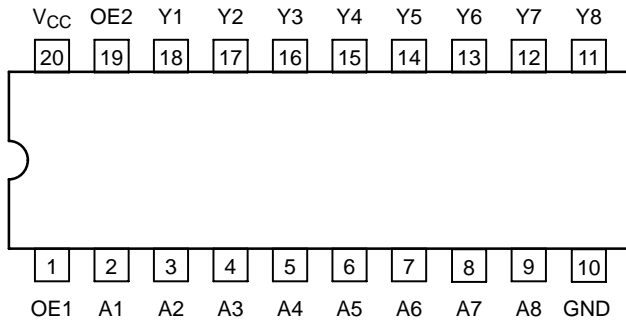 VCC OE2 Y1 Y2 Y3 Y4 Y5 Y6 Y7 Y8
20 19 18 17 16 15 14 13 12 11
1 2 3 4 5 6 7 8 9 10
OE1 A1 A2 A3 A4 A5 A6 A7 A8 GND